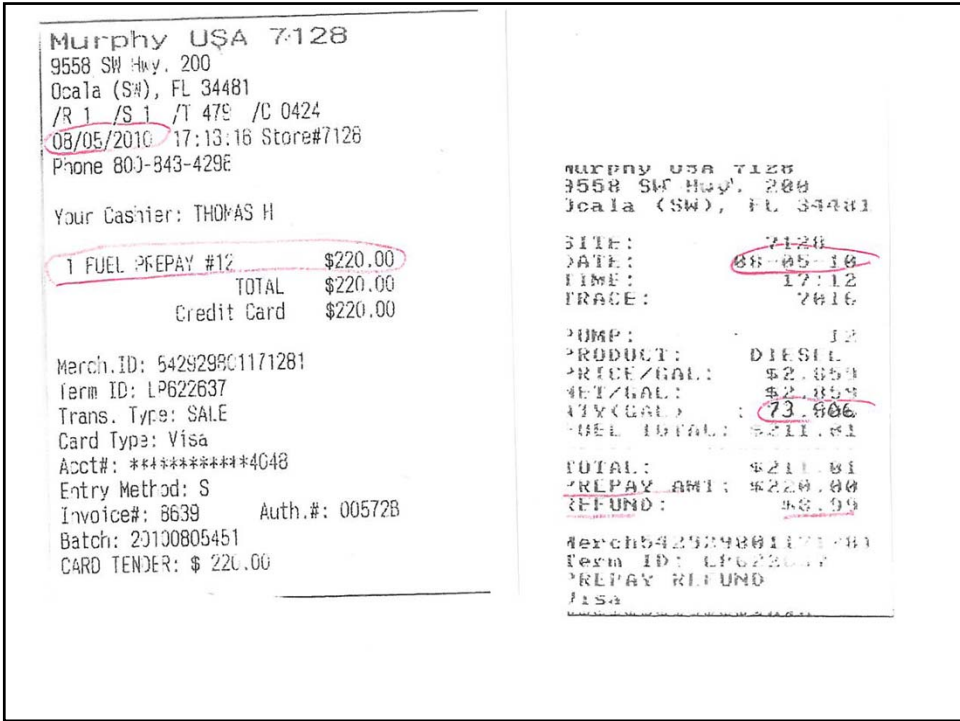 Murphy USA 7128
9558 SW Hwy. 200
Ocala (SW), FL 34481
/R 1 /S 1 /T 479 /C 0424
08/05/2010 17:13:16 Store#7128
Phone 800-843-4298
Your Cashier: THOMAS H
1 FUEL PREPAY #12 $220.00
TOTAL $220.00
Credit Card $220.00
Merch.ID: 542929801171281
Term ID: LP622637
Trans. Type: SALE
Card Type: Visa
Acct#: ************4048
Entry Method: S
Invoice#: 8639 Auth.#: 00572B
Batch: 20100805451
CARD TENDER: $ 220.00
Murphy USA 7128
9558 SW Hwy. 200
Ocala (SW), FL 34481
SITE: 7128
DATE: 08-05-10
TIME: 17:12
TRACE: 7016
PUMP: 12
PRODUCT: DIESEL
PRICE/GAL: $2.859
NET/GAL: $2.859
QTY(GAL) : 73.806
FUEL TOTAL: $211.01
TOTAL: $211.01
PREPAY AMT: $220.00
REFUND: $8.99
Merch542929801171281
Term ID: LP622637
PREPAY REFUND
Visa